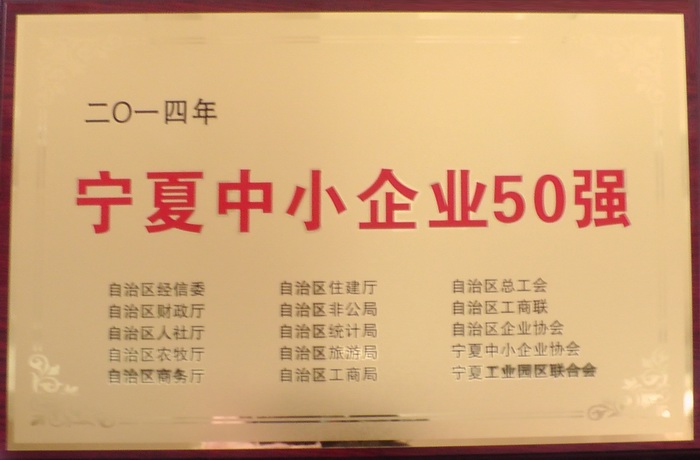 二〇一四年
宁夏中小企业50强
自治区经信委
自治区财政厅
自治区人社厅
自治区农牧厅
自治区商务厅
自治区住建厅
自治区非公局
自治区统计局
自治区旅游局
自治区工商局
自治区总工会
自治区工商联
自治区企业协会
宁夏中小企业协会
宁夏工业园区联合会